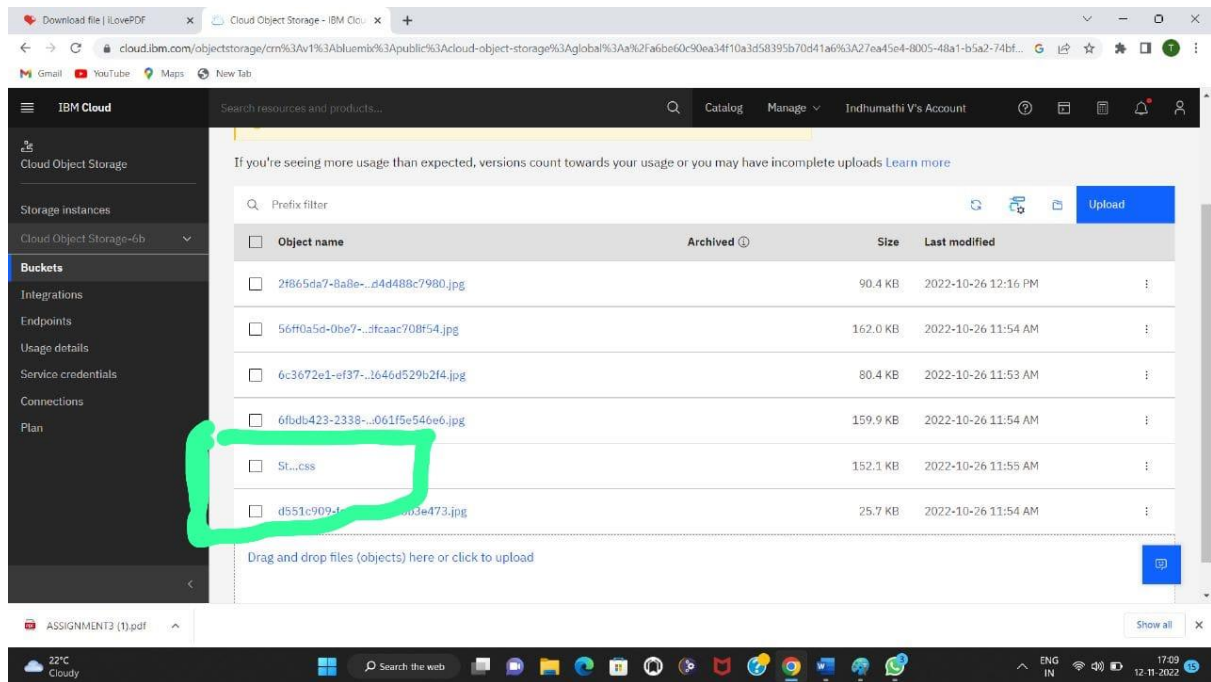 Download file | iLovePDF
Cloud Object Storage - IBM Clou
cloud.ibm.com/objectstorage/crn%3Av1%3Abluemix%3Apublic%3Acloud-object-storage%3Aglobal%3Aa%2Fa6be60c90ea34f10a3d58395b70d41a6%3A27ea45e4-8005-48a1-b5a2-74bf...
Gmail YouTube Maps New Tab
IBM Cloud
Search resources and products...
Catalog
Manage
Indhumathi V's Account
Cloud Object Storage
If you're seeing more usage than expected, versions count towards your usage or you may have incomplete uploads Learn more
Storage instances
Cloud Object Storage-6b
Buckets
Integrations
Endpoints
Usage details
Service credentials
Connections
Plan
Prefix filter
Upload
Object name Archived Size Last modified
2f865da7-8a8e-...d4d488c7980.jpg 90.4 KB 2022-10-26 12:16 PM
56ff0a5d-0be7-...dfcaac708f54.jpg 162.0 KB 2022-10-26 11:54 AM
6c3672e1-ef37-...1646d529b2f4.jpg 80.4 KB 2022-10-26 11:53 AM
6fbdb423-2338-...061f5e546e6.jpg 159.9 KB 2022-10-26 11:54 AM
St...css 152.1 KB 2022-10-26 11:55 AM
25.7 KB 2022-10-26 11:54 AM
Drag and drop files (objects) here or click to upload
ASSIGNMENT3 (1).pdf
Show all
22°C
Cloudy
Search the web
ENG
IN
17:09
12-11-2022
15